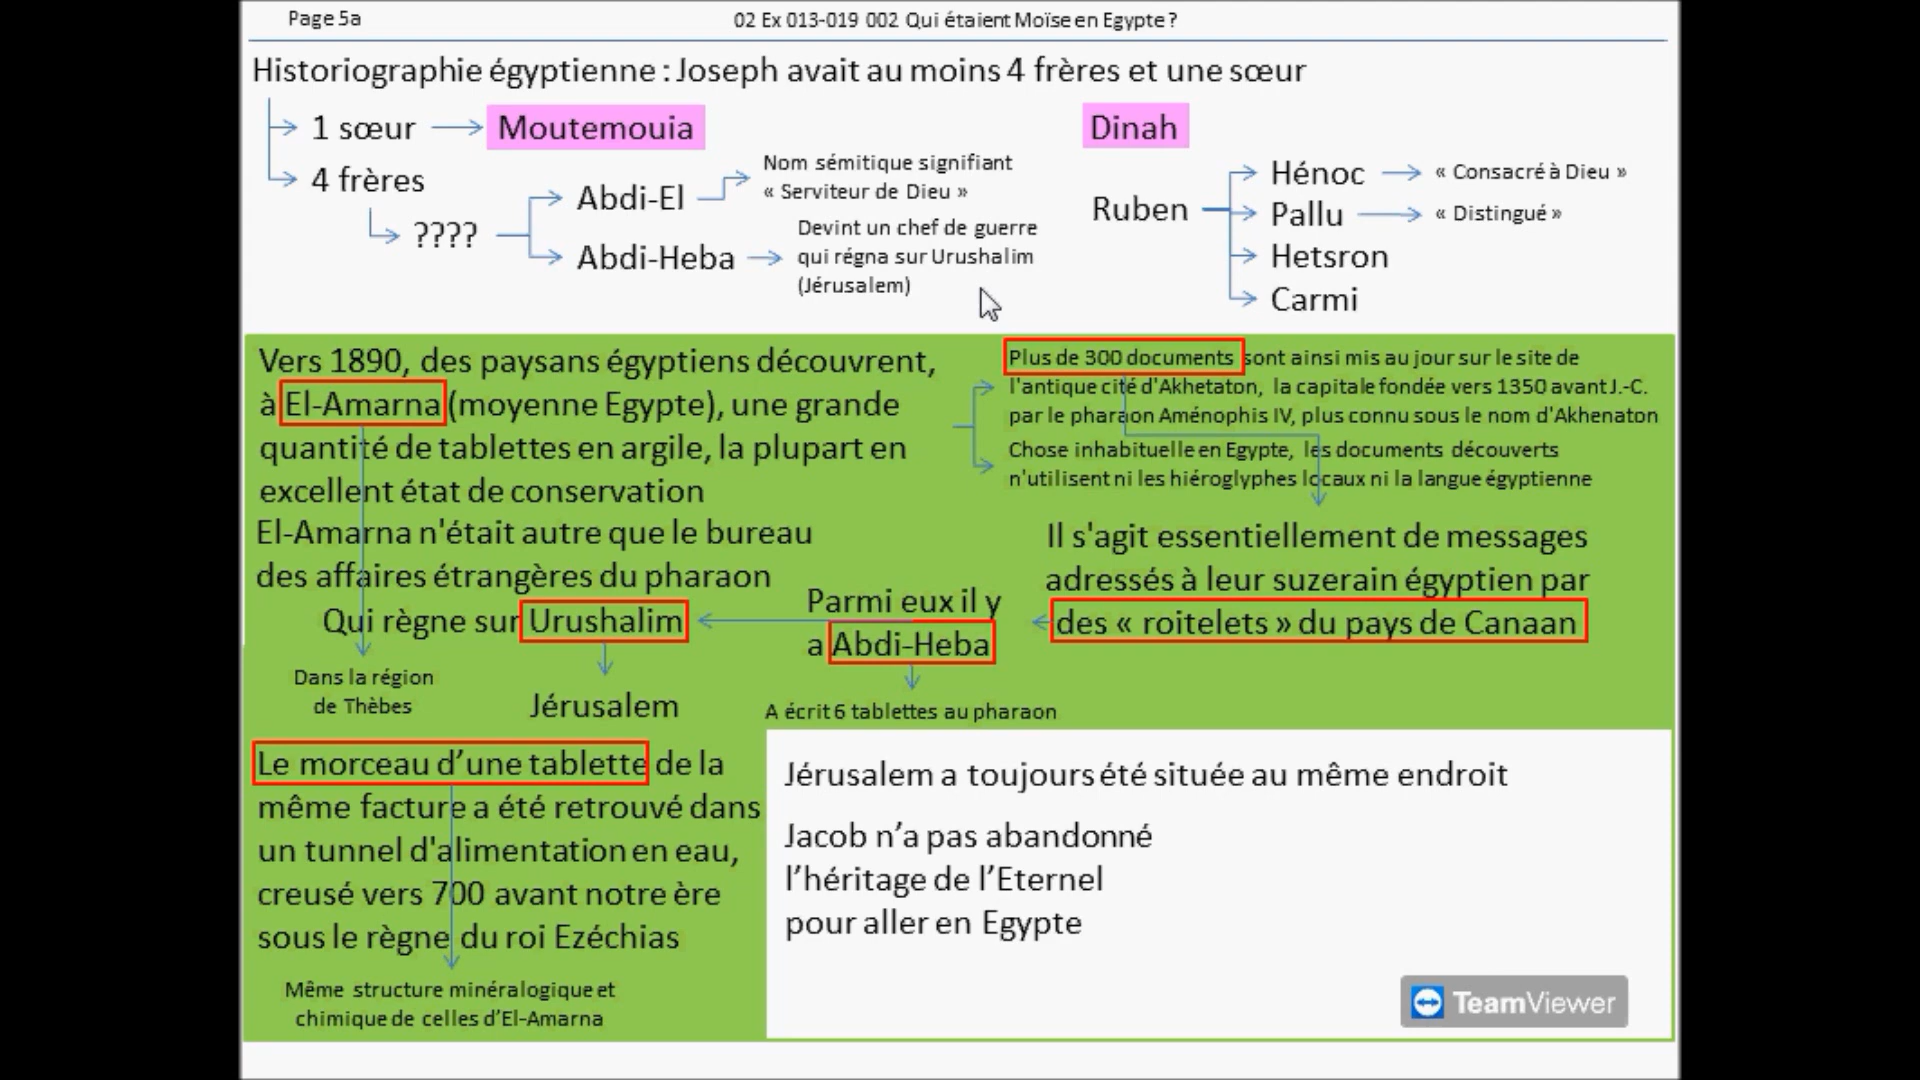 Page 5a
02 Ex 013-019 002 Qui étaient Moïse en Egypte ?
Historiographie égyptienne : Joseph avait au moins 4 frères et une sœur
1 sœur
Moutemouia
Dinah
4 frères
????
Abdi-El
Nom sémitique signifiant
« Serviteur de Dieu »
Abdi-Heba
Devint un chef de guerre
qui régna sur Urushalim
(Jérusalem)
Ruben
Hénoc
« Consacré à Dieu »
Pallu
« Distingué »
Hetsron
Carmi
Vers 1890, des paysans égyptiens découvrent,
à El-Amarna (moyenne Egypte), une grande
quantité de tablettes en argile, la plupart en
excellent état de conservation
Plus de 300 documents sont ainsi mis au jour sur le site de
l'antique cité d'Akhetaton, la capitale fondée vers 1350 avant J.-C.
par le pharaon Aménophis IV, plus connu sous le nom d'Akhenaton
Chose inhabituelle en Egypte, les documents découverts
n'utilisent ni les hiéroglyphes locaux ni la langue égyptienne
El-Amarna n'était autre que le bureau
des affaires étrangères du pharaon
Il s'agit essentiellement de messages
adressés à leur suzerain égyptien par
des « roitelets » du pays de Canaan
Parmi eux il y
a Abdi-Heba
Qui règne sur Urushalim
Dans la région
de Thèbes
Jérusalem
A écrit 6 tablettes au pharaon
Le morceau d’une tablette de la
même facture a été retrouvé dans
un tunnel d'alimentation en eau,
creusé vers 700 avant notre ère
sous le règne du roi Ezéchias
Même structure minéralogique et
chimique de celles d’El-Amarna
Jérusalem a toujours été située au même endroit
Jacob n’a pas abandonné
l’héritage de l’Eternel
pour aller en Egypte
TeamViewer